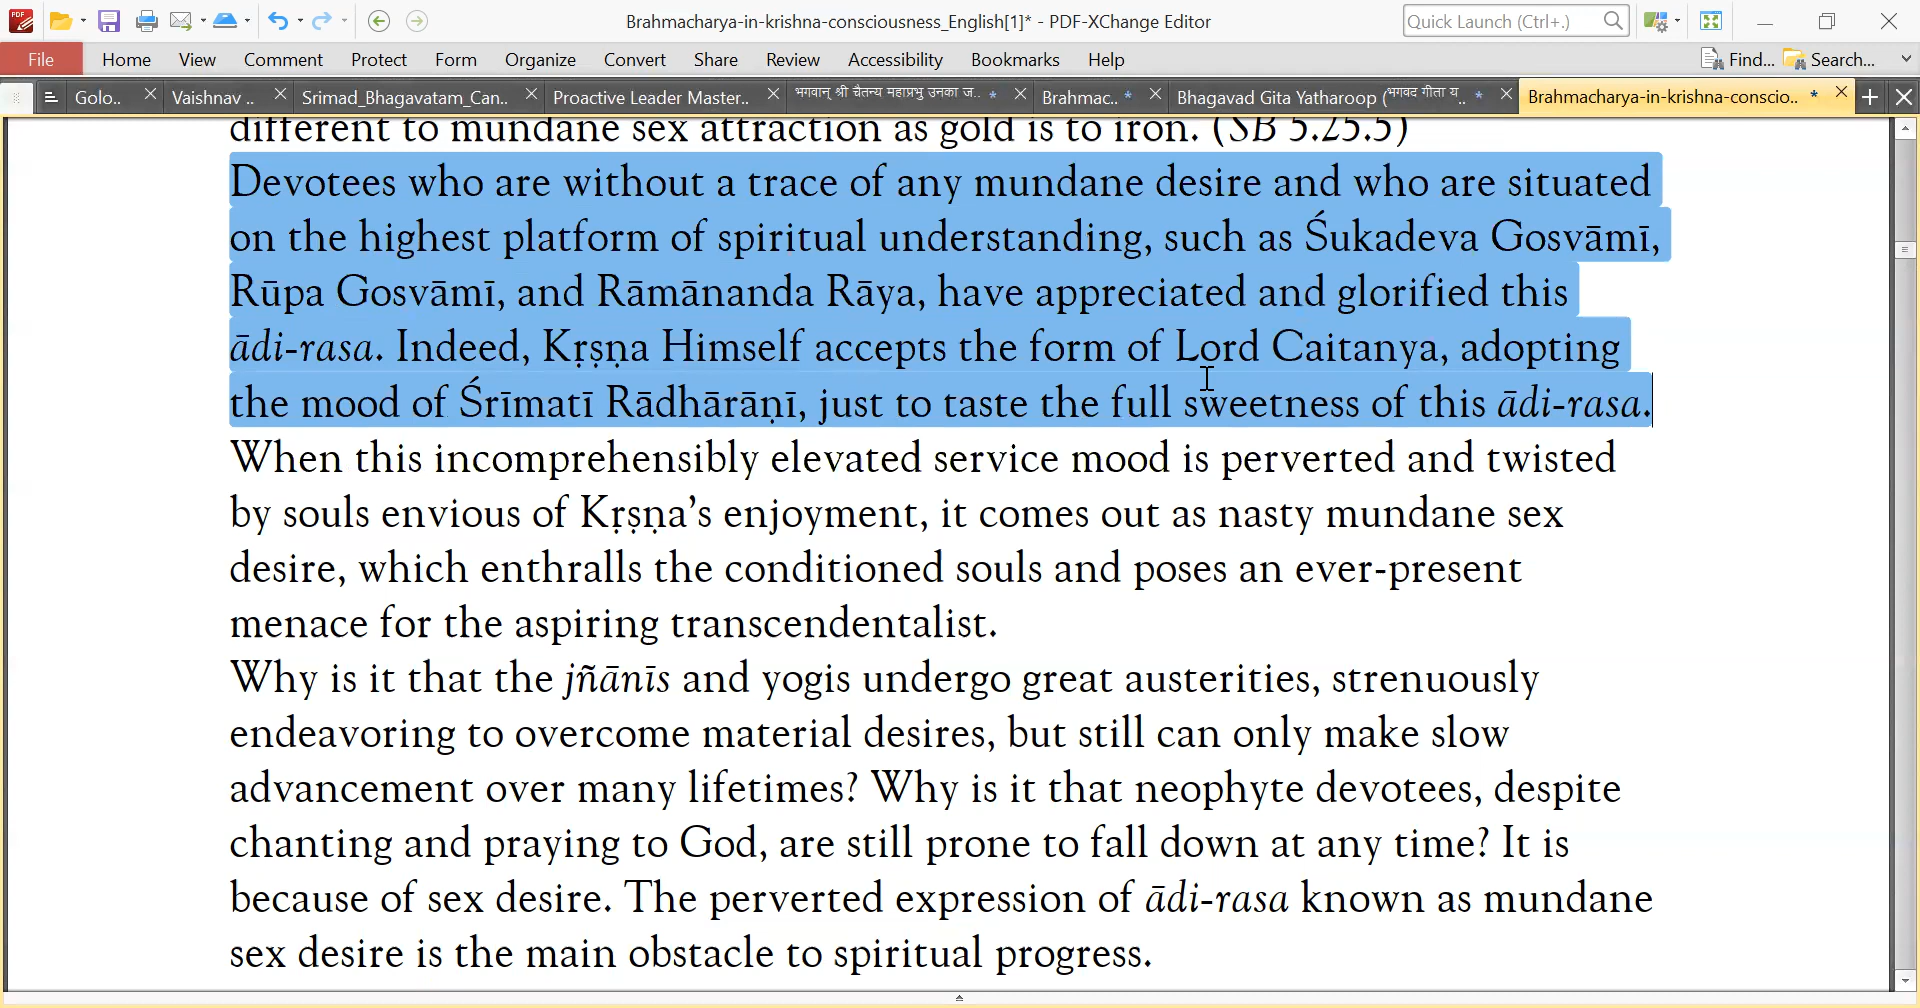 Brahmacharya-in-krishna-consciousness_English[1]* - PDF-XChange Editor
Quick Launch (Ctrl+.)
File Home View Comment Protect Form Organize Convert Share Review Accessibility Bookmarks Help Find... Search...
Golo.. Vaishnav .. Srimad_Bhagavatam_Can.. Proactive Leader Master.. भगवान् श्री चैतन्य महाप्रभु उनका ज.. * Brahmac.. * Bhagavad Gita Yatharoop (भगवद गीता य.. * Brahmacharya-in-krishna-conscio.. *
different to mundane sex attraction as gold is to iron. (SB 5.25.5)
Devotees who are without a trace of any mundane desire and who are situated
on the highest platform of spiritual understanding, such as Śukadeva Gosvāmī,
Rūpa Gosvāmī, and Rāmānanda Rāya, have appreciated and glorified this
ādi-rasa. Indeed, Kṛṣṇa Himself accepts the form of Lord Caitanya, adopting
the mood of Śrīmatī Rādhārāṇī, just to taste the full sweetness of this ādi-rasa.
When this incomprehensibly elevated service mood is perverted and twisted
by souls envious of Kṛṣṇa’s enjoyment, it comes out as nasty mundane sex
desire, which enthralls the conditioned souls and poses an ever-present
menace for the aspiring transcendentalist.
Why is it that the jñānīs and yogis undergo great austerities, strenuously
endeavoring to overcome material desires, but still can only make slow
advancement over many lifetimes? Why is it that neophyte devotees, despite
chanting and praying to God, are still prone to fall down at any time? It is
because of sex desire. The perverted expression of ādi-rasa known as mundane
sex desire is the main obstacle to spiritual progress.